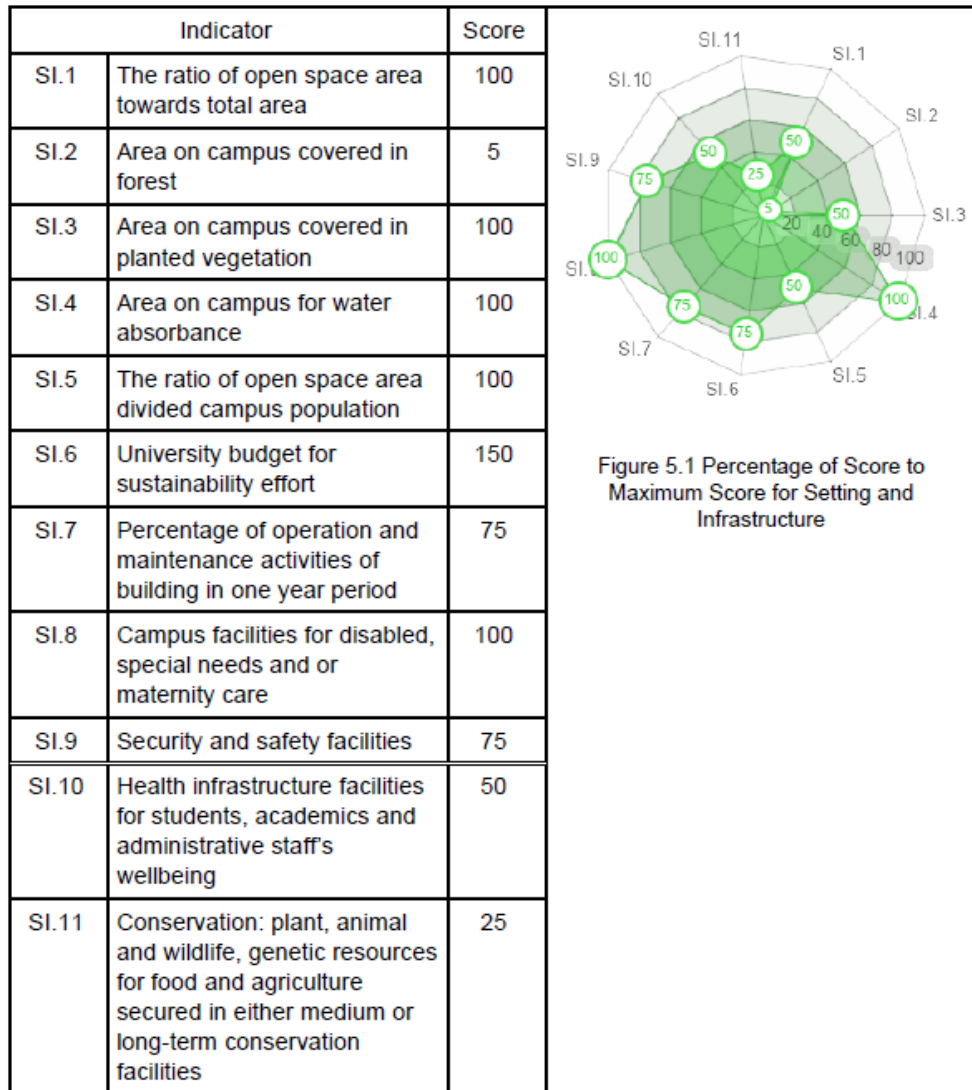 Indicator Score
SI.1 The ratio of open space area 100
towards total area
SI.2 Area on campus covered in 5
forest
SI.3 Area on campus covered in 100
planted vegetation
SI.4 Area on campus for water 100
absorbance
SI.5 The ratio of open space area 100
divided campus population
SI.6 University budget for 150
sustainability effort
SI.7 Percentage of operation and 75
maintenance activities of
building in one year period
SI.8 Campus facilities for disabled, 100
special needs and or
maternity care
SI.9 Security and safety facilities 75
SI.10 Health infrastructure facilities 50
for students, academics and
administrative staff's
wellbeing
SI.11 Conservation: plant, animal 25
and wildlife, genetic resources
for food and agriculture
secured in either medium or
long-term conservation
facilities
SI.11
SI.1
SI.10
SI.2
50
50
SI.9
75
25
5
50
SI.3
20 40 60 80 100
100
75
75
50
100
SI.4
SI.7
SI.6
SI.5
Figure 5.1 Percentage of Score to
Maximum Score for Setting and
Infrastructure